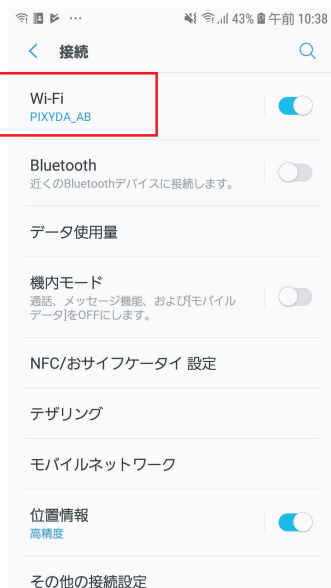 43% 午前 10:38
接続
Wi-Fi
PIXYDA_AB
Bluetooth
近くのBluetoothデバイスに接続します。
データ使用量
機内モード
通話、メッセージ機能、および[モバイル
データ]をOFFにします。
NFC/おサイフケータイ 設定
テザリング
モバイルネットワーク
位置情報
高精度
その他の接続設定